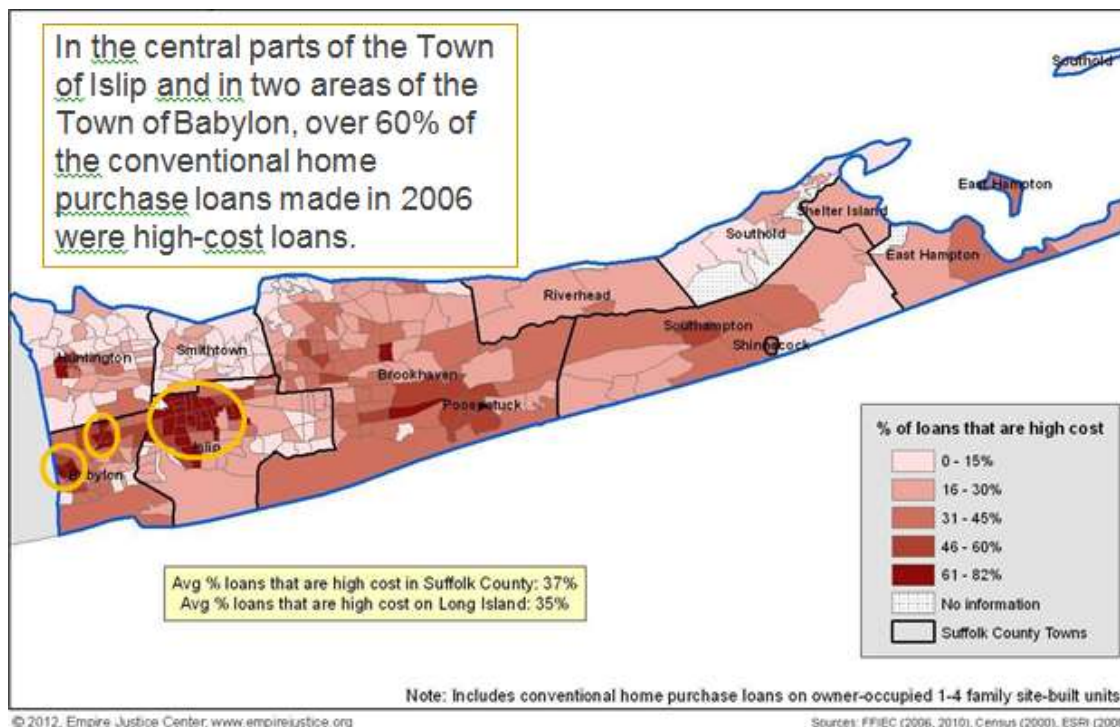 In the central parts of the Town
of Islip and in two areas of the
Town of Babylon, over 60% of
the conventional home
purchase loans made in 2006
were high-cost loans.
Southold
East Hampton
Shelter Island
Southold
East Hampton
Riverhead
Southampton
Shinnecock
Huntington
Smithtown
Brookhaven
Poospatuck
Islip
Babylon
% of loans that are high cost
0 - 15%
16 - 30%
31 - 45%
46 - 60%
61 - 82%
No information
Suffolk County Towns
Avg % loans that are high cost in Suffolk County: 37%
Avg % loans that are high cost on Long Island: 35%
Note: Includes conventional home purchase loans on owner-occupied 1-4 family site-built units
© 2012, Empire Justice Center, www.empirejustice.org
Sources: FFIEC (2006, 2010), Census (2000), ESRI